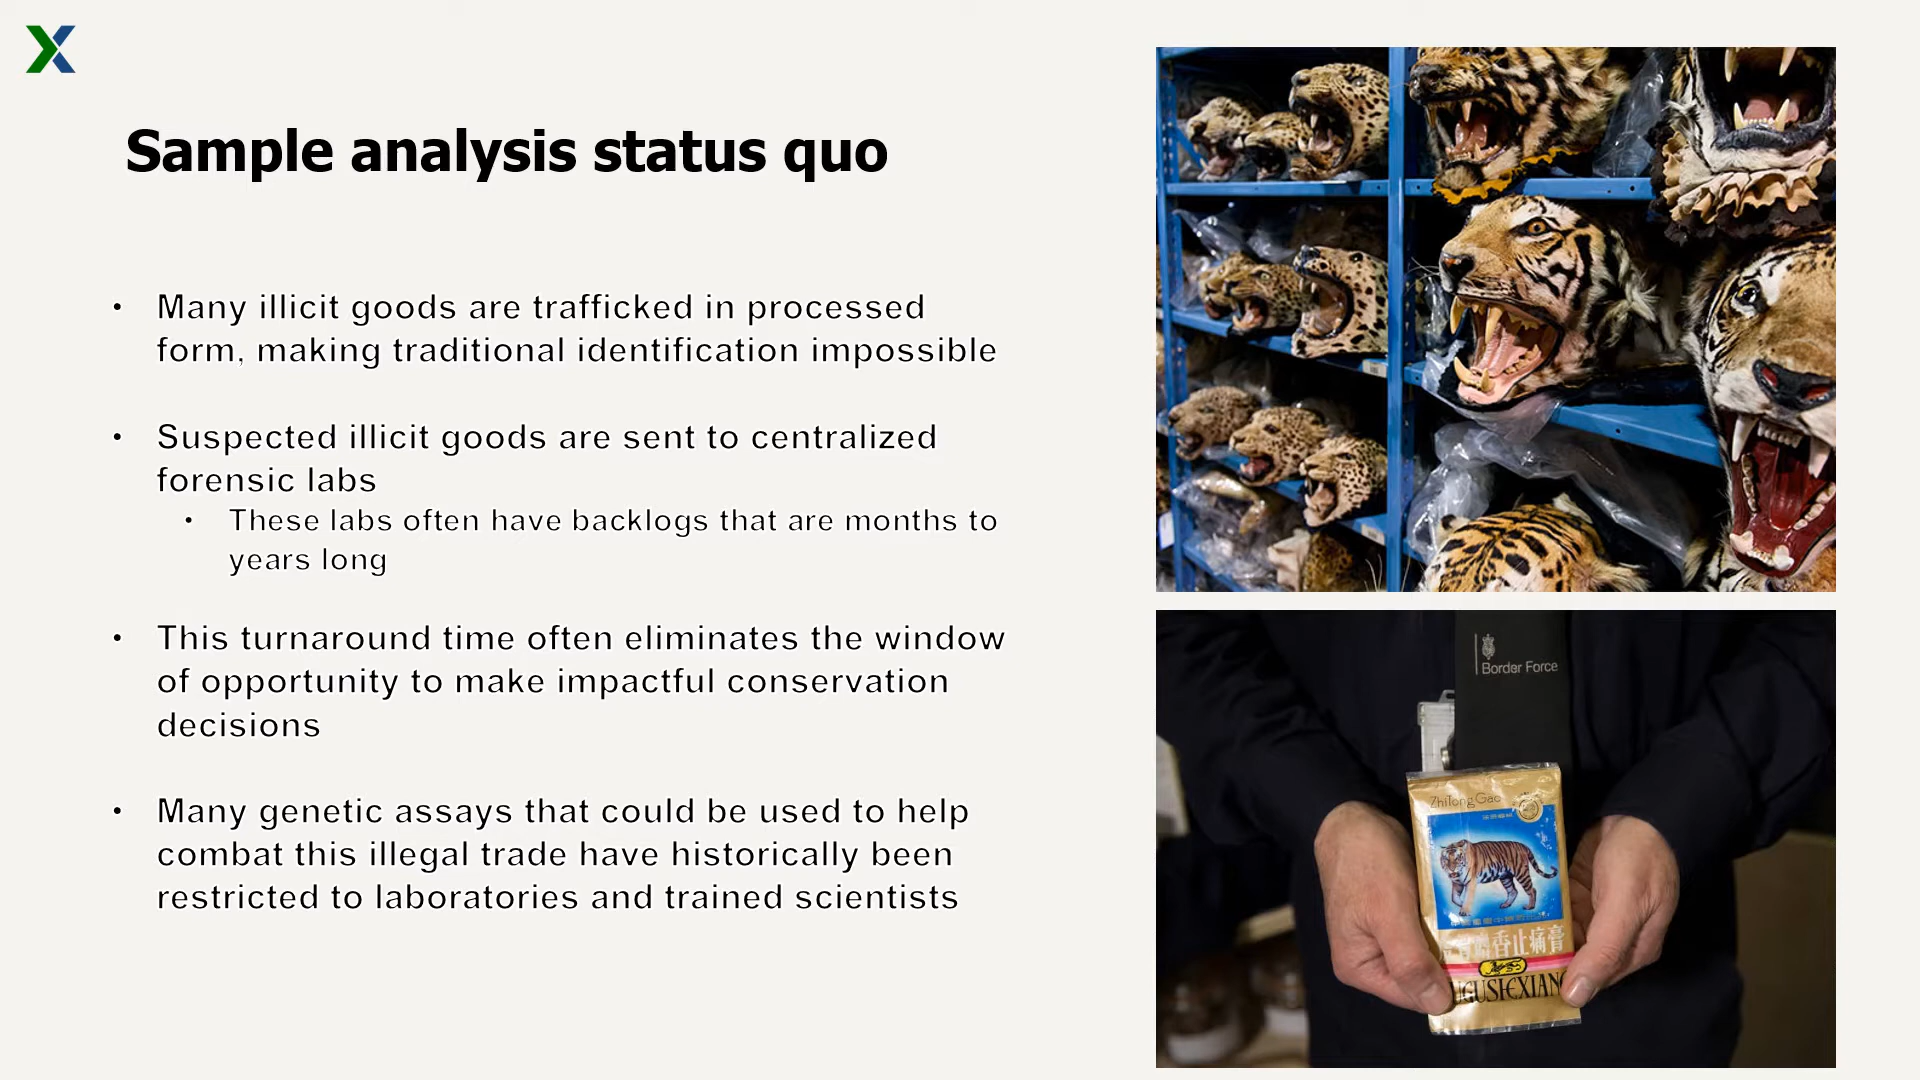 Sample analysis status quo
• Many illicit goods are trafficked in processed
form, making traditional identification impossible
• Suspected illicit goods are sent to centralized
forensic labs
• These labs often have backlogs that are months to
years long
• This turnaround time often eliminates the window
of opportunity to make impactful conservation
decisions
• Many genetic assays that could be used to help
combat this illegal trade have historically been
restricted to laboratories and trained scientists
Border Force
ZhiTong Gao
香止痛膏